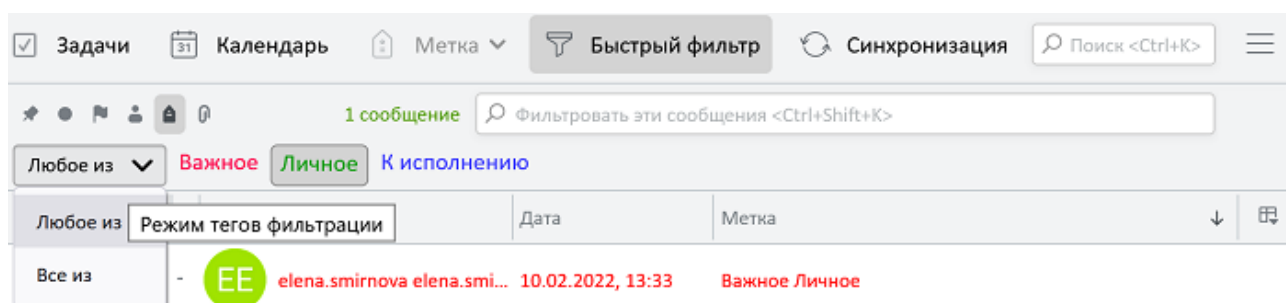 Задачи 31 Календарь Метка Быстрый фильтр Синхронизация Поиск <Ctrl+K>
1 сообщение Фильтровать эти сообщения <Ctrl+Shift+K>
Любое из Важное Личное К исполнению
Любое из Режим тегов фильтрации Дата Метка
Все из - EE elena.smirnova elena.smi... 10.02.2022, 13:33 Важное Личное